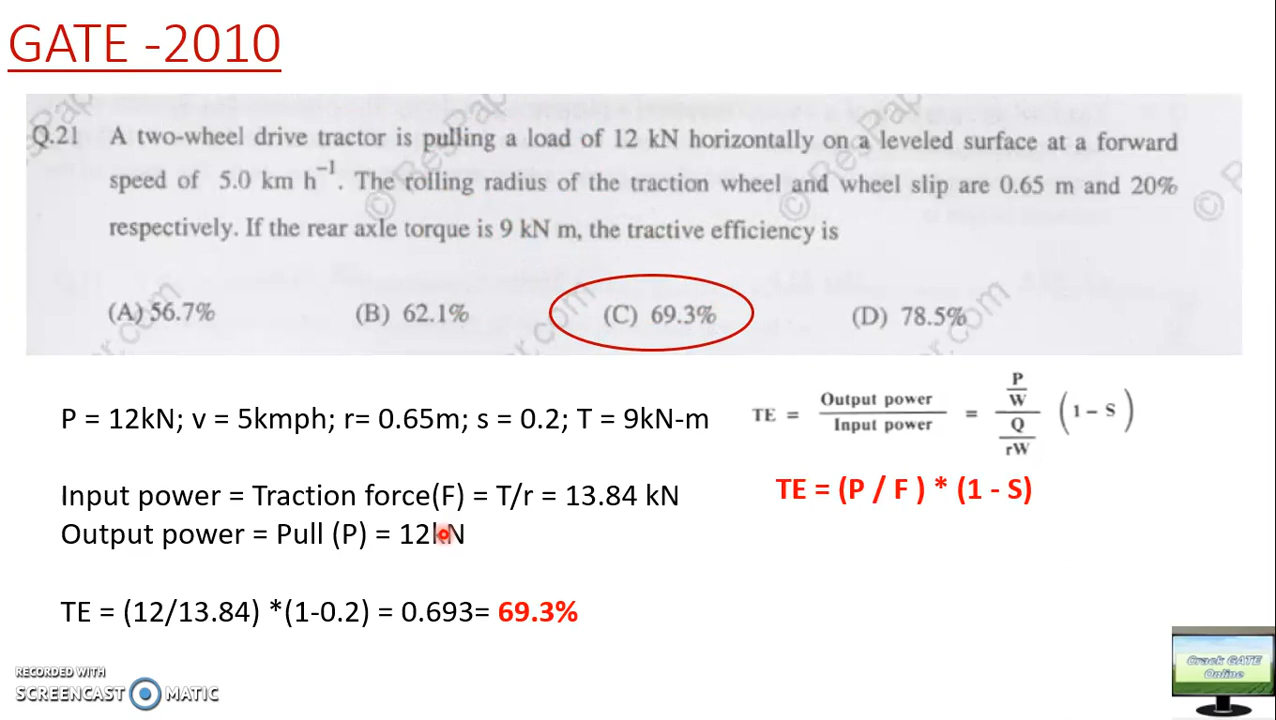 GATE -2010
Q.21 A two-wheel drive tractor is pulling a load of 12 kN horizontally on a leveled surface at a forward
speed of 5.0 km h⁻¹. The rolling radius of the traction wheel and wheel slip are 0.65 m and 20%
respectively. If the rear axle torque is 9 kN m, the tractive efficiency is
(A) 56.7% (B) 62.1% (C) 69.3% (D) 78.5%
P = 12kN; v = 5kmph; r= 0.65m; s = 0.2; T = 9kN-m
TE = Output power / Input power = P/W / Q/rW (1 - S)
Input power = Traction force(F) = T/r = 13.84 kN
TE = (P / F ) * (1 - S)
Output power = Pull (P) = 12kN
TE = (12/13.84) *(1-0.2) = 0.693= 69.3%
RECORDED WITH
SCREENCAST MATIC
Crack GATE
Online